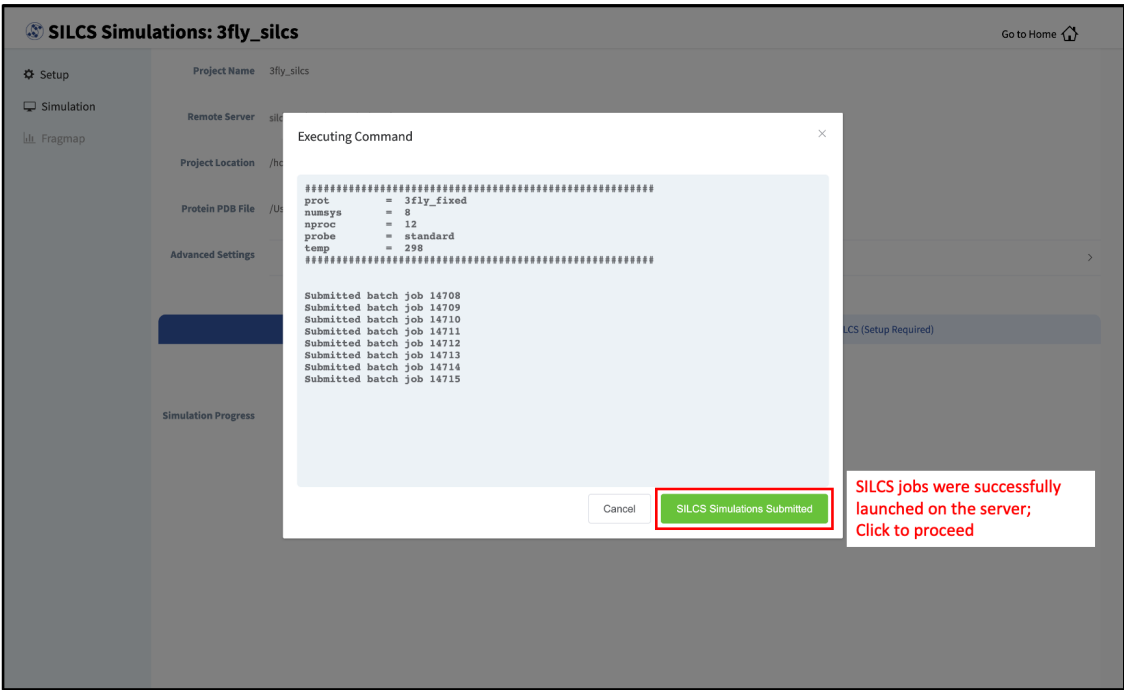 SILCS Simulations: 3fly_silcs
Go to Home
Setup
Simulation
Fragmap
Project Name 3fly_silcs
Remote Server
Project Location
Protein PDB File
Advanced Settings
Executing Command
########################################################
prot = 3fly_fixed
numsys = 8
nproc = 12
probe = standard
temp = 298
########################################################
Submitted batch job 14708
Submitted batch job 14709
Submitted batch job 14710
Submitted batch job 14711
Submitted batch job 14712
Submitted batch job 14713
Submitted batch job 14714
Submitted batch job 14715
(Setup Required)
Simulation Progress
Cancel
SILCS Simulations Submitted
SILCS jobs were successfully
launched on the server;
Click to proceed